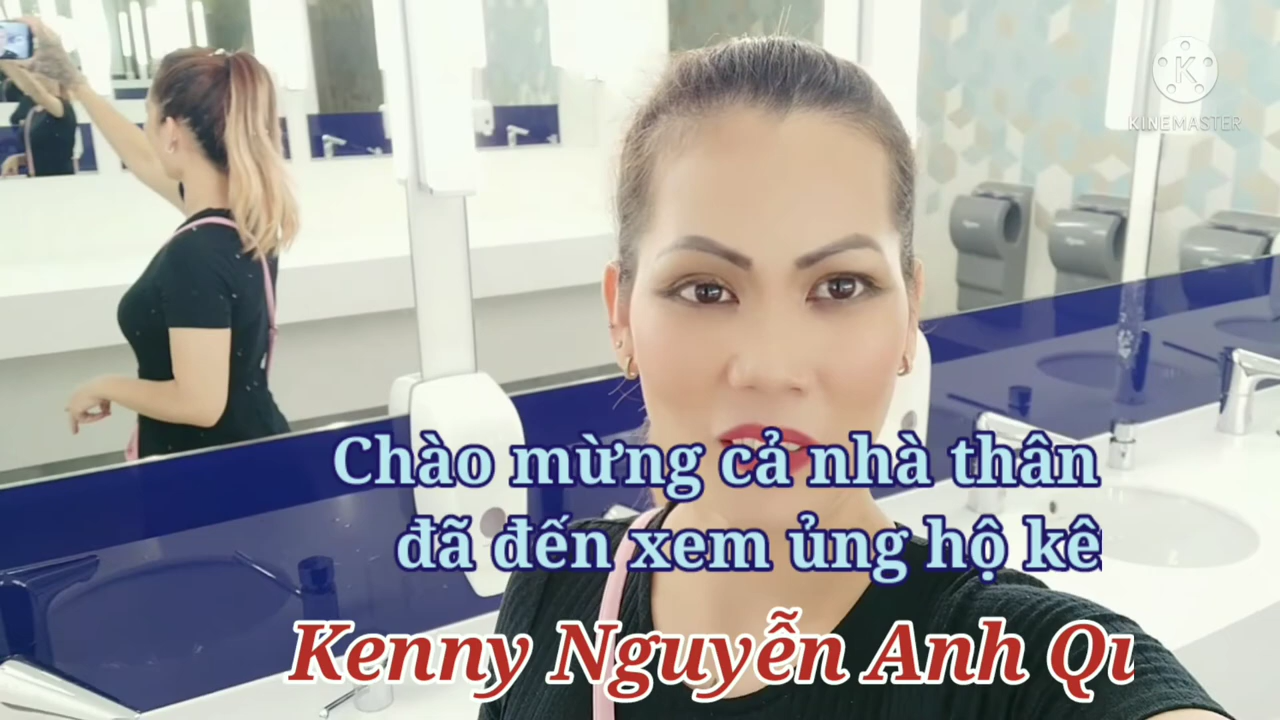 KINEMASTER
Chào mừng cả nhà thân
đã đến xem ủng hộ kê
Kenny Nguyễn Anh